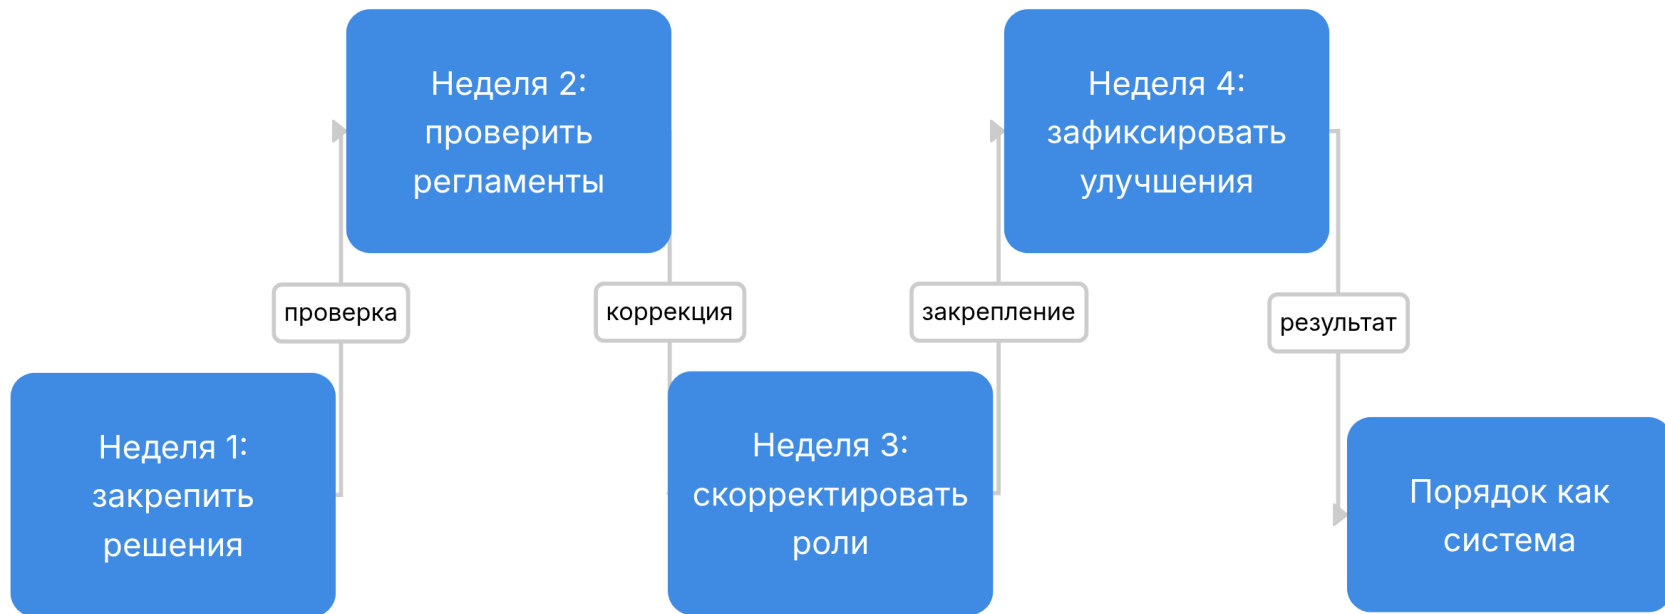 Неделя 1:
закрепить
решения
проверка
Неделя 2:
проверить
регламенты
коррекция
Неделя 3:
скорректировать
роли
закрепление
Неделя 4:
зафиксировать
улучшения
результат
Порядок как
система